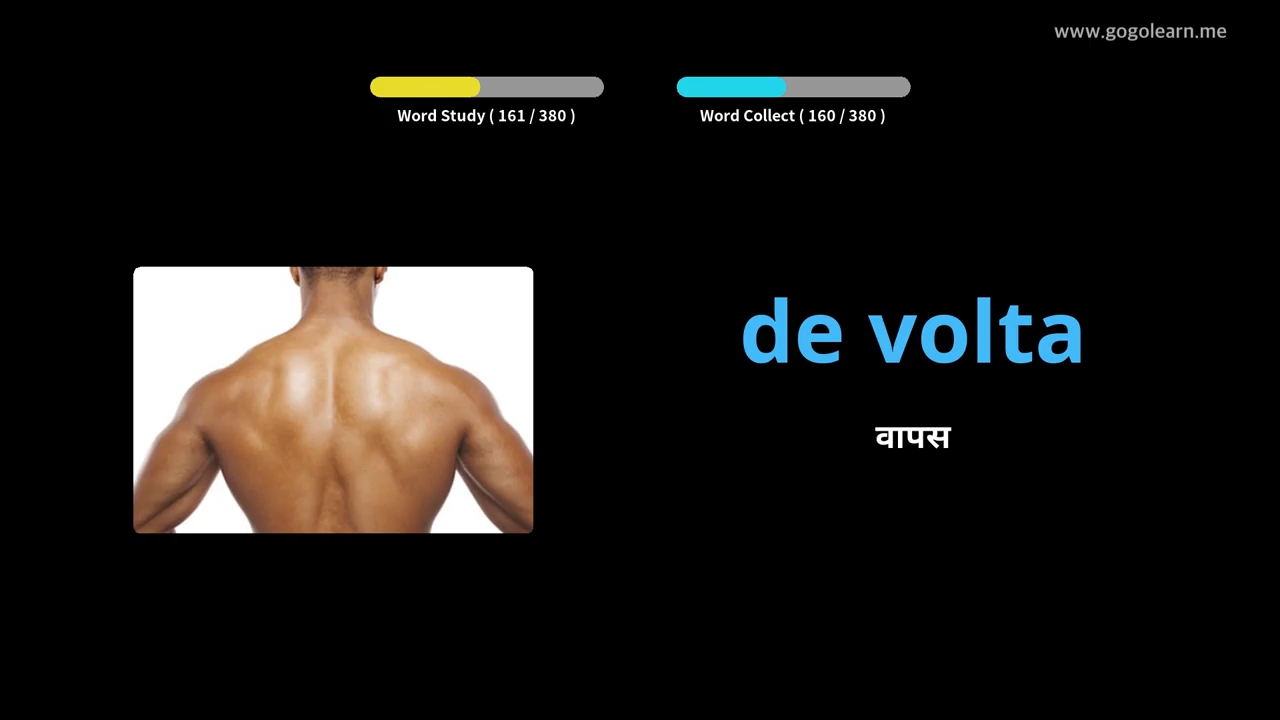 www.gogolearn.me
Word Study ( 161 / 380 )
Word Collect ( 160 / 380 )
de volta
वापस